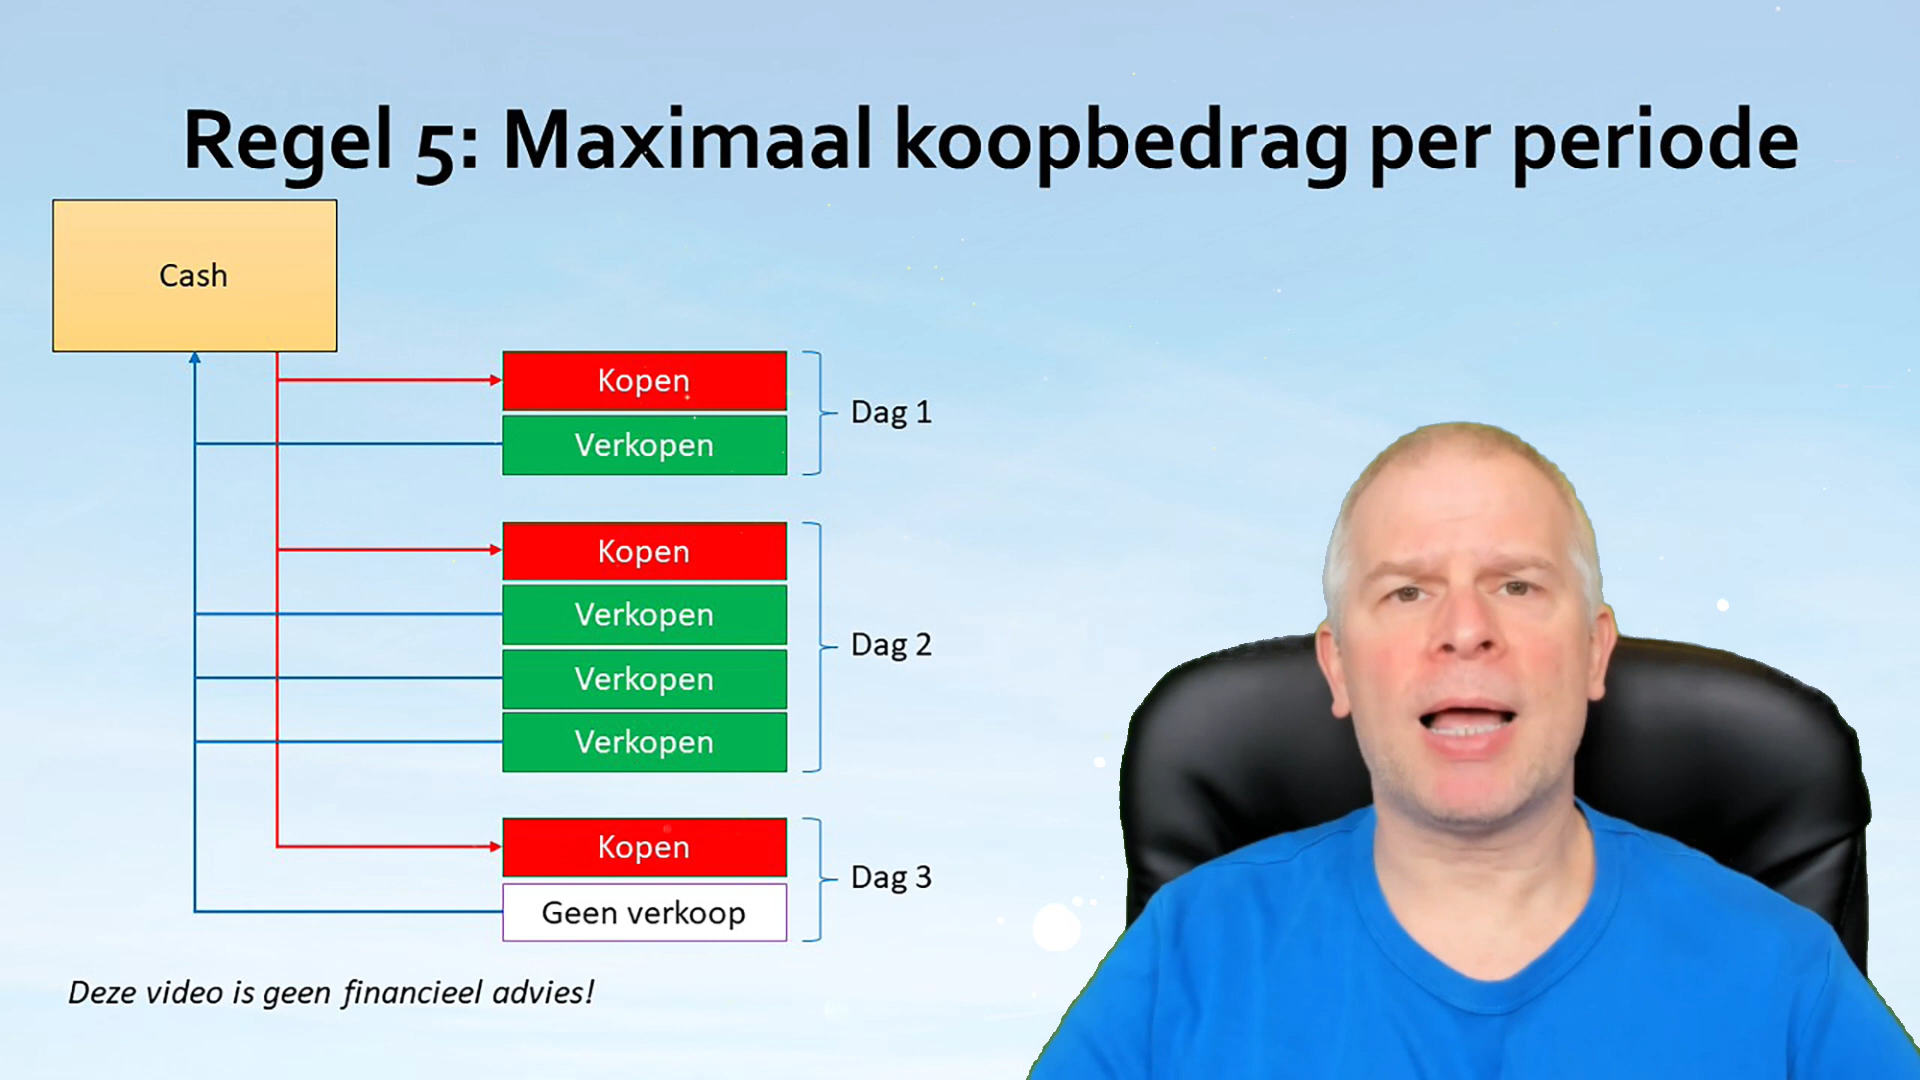 Regel 5: Maximaal koopbedrag per periode
Cash
Kopen
Verkopen
Dag 1
Kopen
Verkopen
Verkopen
Verkopen
Dag 2
Kopen
Geen verkoop
Dag 3
Deze video is geen financieel advies!